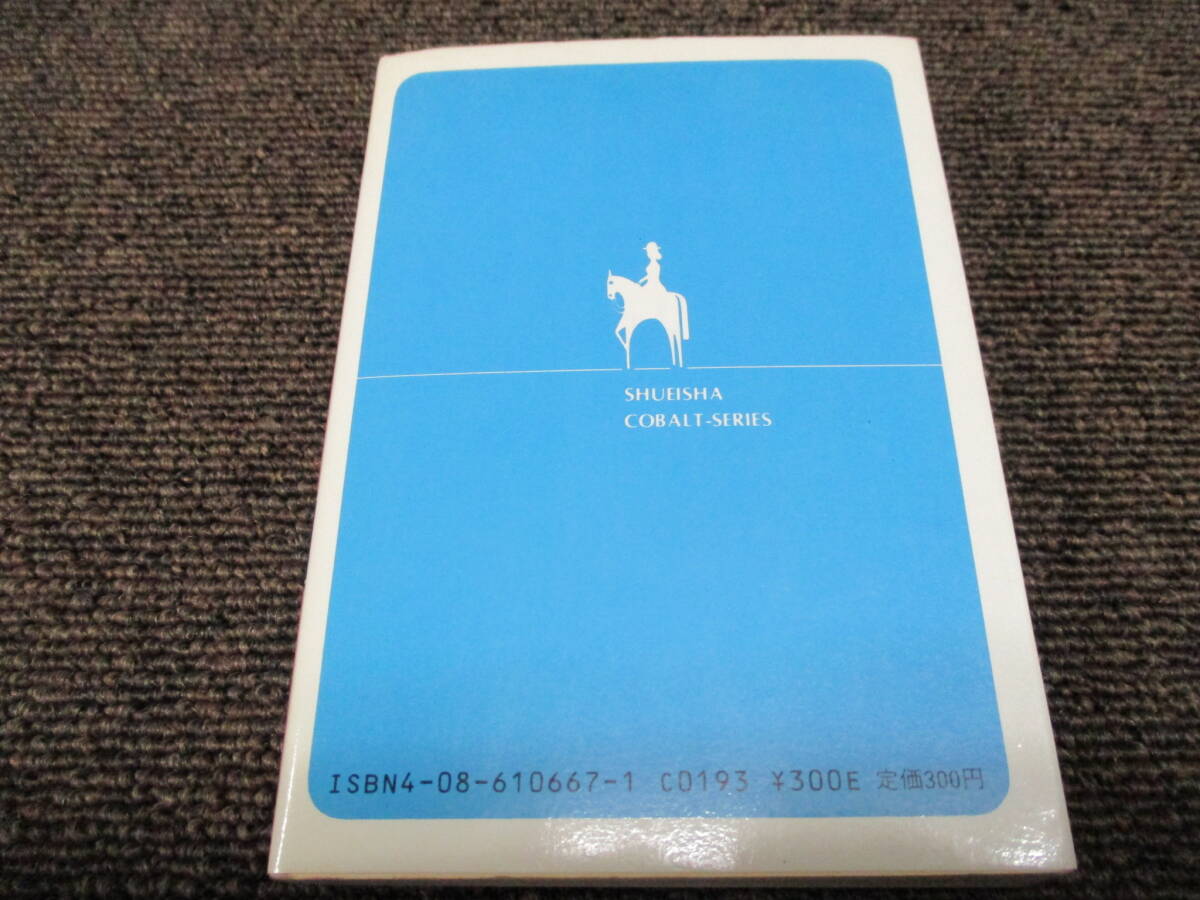 SHUEISHA
COBALT-SERIES
ISBN4-08-610667-1 C0193 ¥300E 定価300円